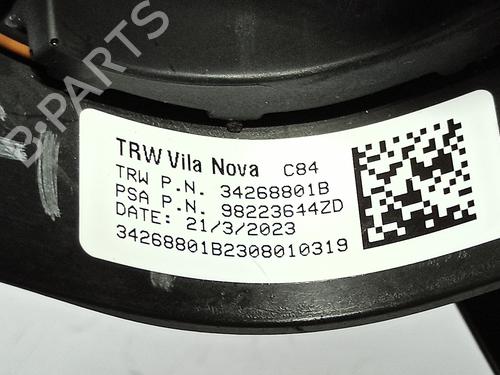 TRW Vila Nova C84
TRW P.N. 34268801B
PSA P.N. 98223644ZD
DATE: 21/3/2023
34268801B2308010319
B-PARTS